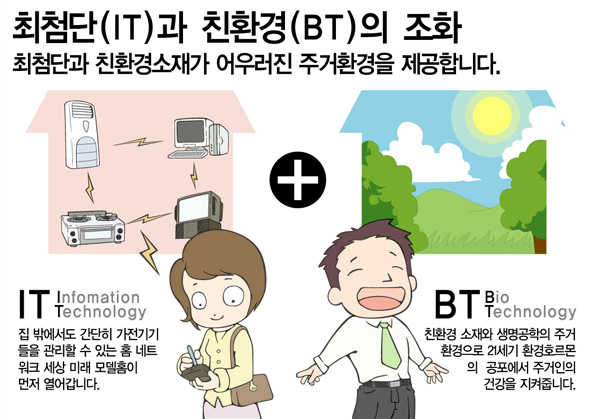 최첨단(IT)과 친환경(BT)의 조화
최첨단과 친환경소재가 어우러진 주거환경을 제공합니다.
IT Infomation
Technology
집 밖에서도 간단히 가전기기
들을 관리할 수 있는 홈 네트
워크 세상 미래 모델홈이
먼저 열어갑니다.
BT Bio
Technology
친환경 소재와 생명공학의 주거
환경으로 21세기 환경호르몬
의 공포에서 주거인의
건강을 지켜줍니다.